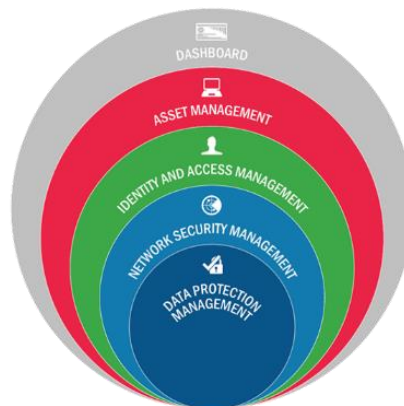 DASHBOARD
ASSET MANAGEMENT
IDENTITY AND ACCESS MANAGEMENT
NETWORK SECURITY MANAGEMENT
DATA PROTECTION
MANAGEMENT